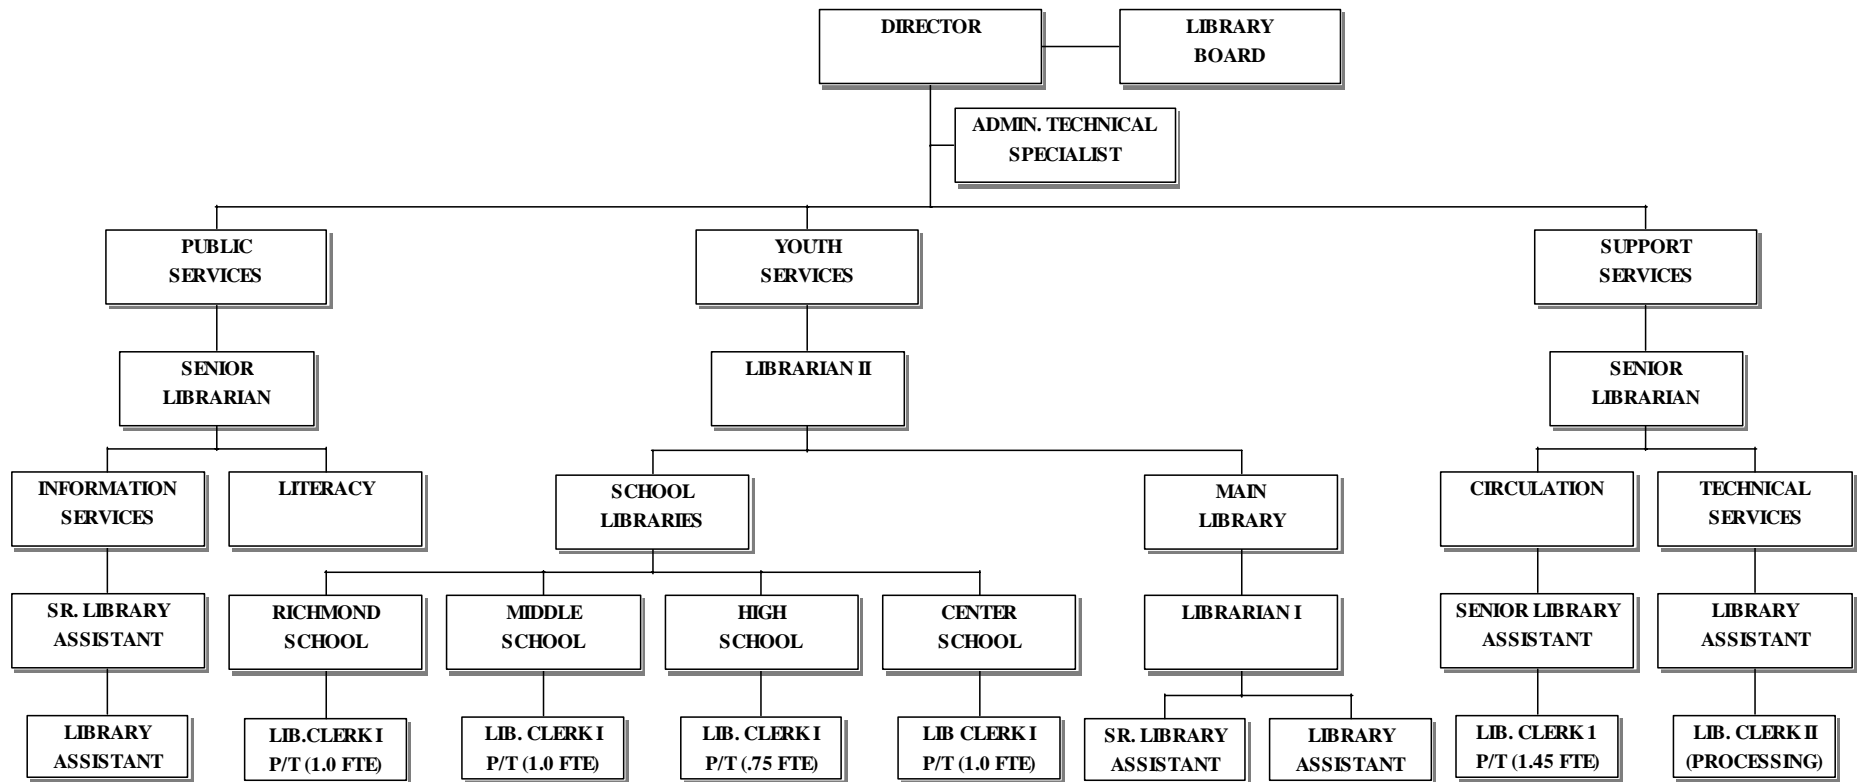 DIRECTOR
LIBRARY
BOARD
ADMIN. TECHNICAL
SPECIALIST
PUBLIC
SERVICES
YOUTH
SERVICES
SUPPORT
SERVICES
SENIOR
LIBRARIAN
LIBRARIAN II
SENIOR
LIBRARIAN
INFORMATION
SERVICES
LITERACY
SCHOOL
LIBRARIES
MAIN
LIBRARY
CIRCULATION
TECHNICAL
SERVICES
SR. LIBRARY
ASSISTANT
RICHMOND
SCHOOL
MIDDLE
SCHOOL
HIGH
SCHOOL
CENTER
SCHOOL
LIBRARIAN I
SENIOR LIBRARY
ASSISTANT
LIBRARY
ASSISTANT
LIBRARY
ASSISTANT
LIB.CLERK I
P/T (1.0 FTE)
LIB. CLERK I
P/T (1.0 FTE)
LIB. CLERK I
P/T (.75 FTE)
LIB CLERK I
P/T (1.0 FTE)
SR. LIBRARY
ASSISTANT
LIBRARY
ASSISTANT
LIB. CLERK 1
P/T (1.45 FTE)
LIB. CLERK II
(PROCESSING)